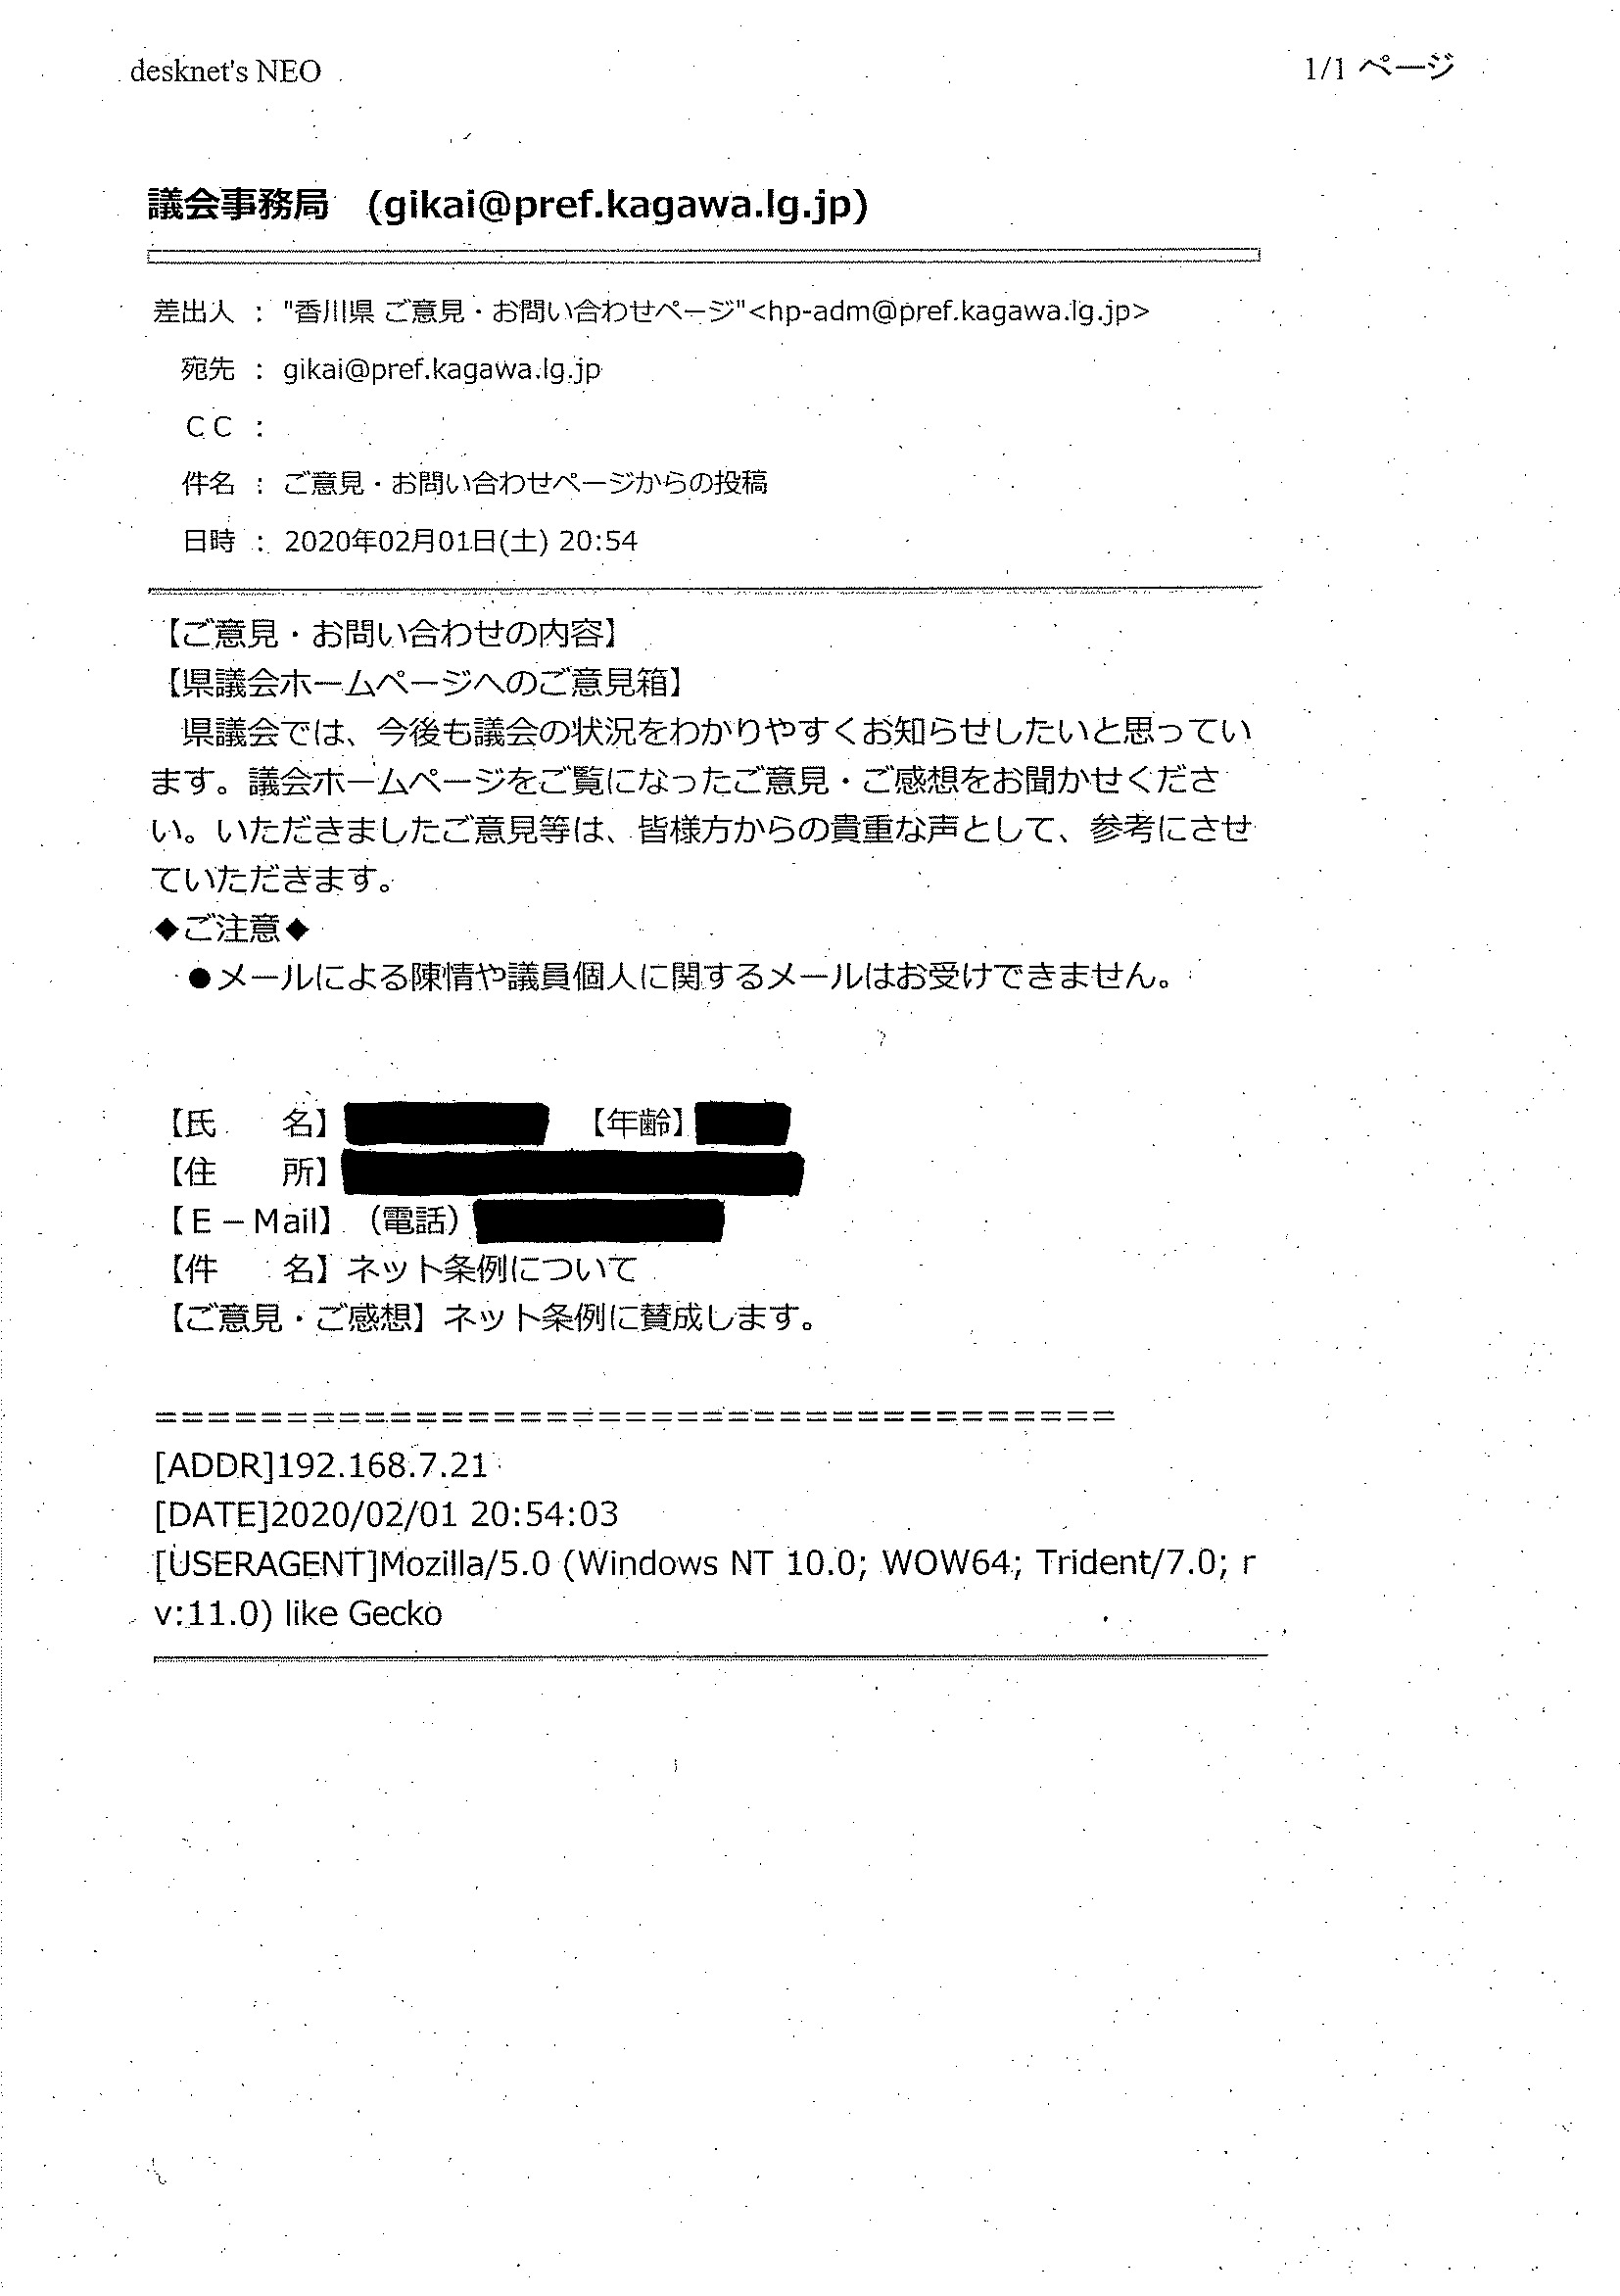 desknet's NEO
1/1 ページ
議会事務局 (gikai@pref.kagawa.lg.jp)
差出人 : "香川県 ご意見・お問い合わせページ"<hp-adm@pref.kagawa.lg.jp>
宛先 : gikai@pref.kagawa.lg.jp
CC :
件名 : ご意見・お問い合わせページからの投稿
日時 : 2020年02月01日(土) 20:54
【ご意見・お問い合わせの内容】
【県議会ホームページへのご意見箱】
県議会では、今後も議会の状況をわかりやすくお知らせしたいと思ってい
ます。議会ホームページをご覧になったご意見・ご感想をお聞かせくださ
い。いただきましたご意見等は、皆様方からの貴重な声として、参考にさせ
ていただきます。
◆ご注意◆
●メールによる陳情や議員個人に関するメールはお受けできません。
【氏 名】 【年齢】
【住 所】
【E－Mail】（電話）
【件 名】ネット条例について
【ご意見・ご感想】ネット条例に賛成します。
=====================================
[ADDR]192.168.7.21
[DATE]2020/02/01 20:54:03
[USERAGENT]Mozilla/5.0 (Windows NT 10.0; WOW64; Trident/7.0; r
v:11.0) like Gecko